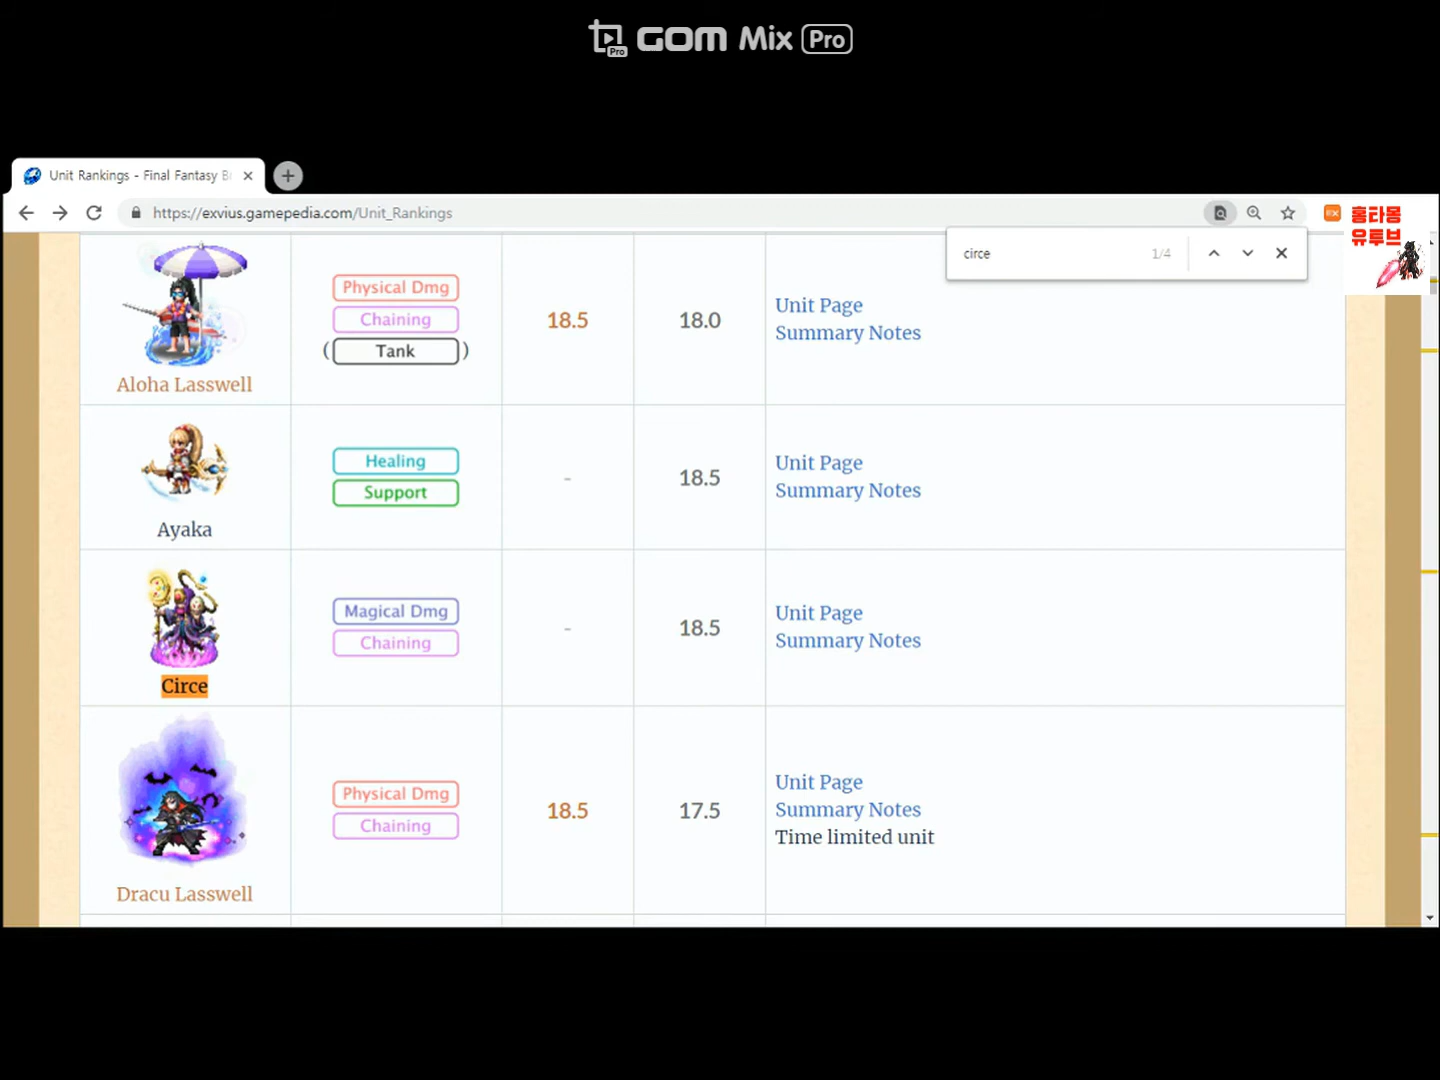 GOM Mix Pro
Unit Rankings - Final Fantasy B
https://exvius.gamepedia.com/Unit_Rankings
홍타몽
유튜브
circe 1/4
Physical Dmg
Chaining
( Tank )
18.5
18.0
Unit Page
Summary Notes
Aloha Lasswell
Healing
Support
-
18.5
Unit Page
Summary Notes
Ayaka
Magical Dmg
Chaining
-
18.5
Unit Page
Summary Notes
Circe
Physical Dmg
Chaining
18.5
17.5
Unit Page
Summary Notes
Time limited unit
Dracu Lasswell